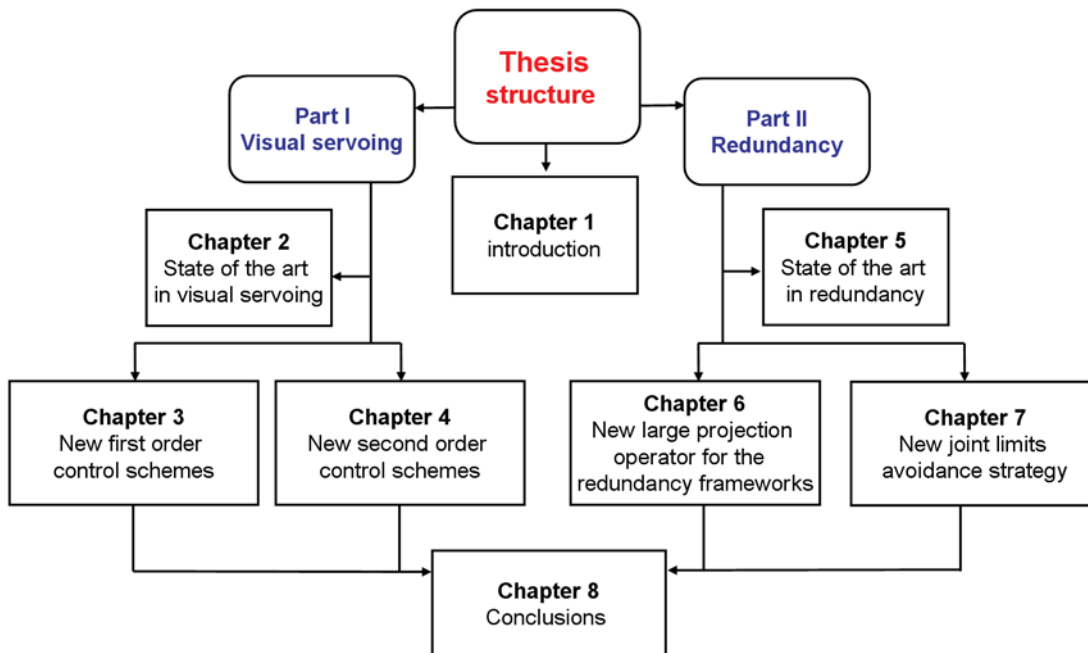 Thesis
structure
Part I
Visual servoing
Part II
Redundancy
Chapter 1
introduction
Chapter 2
State of the art
in visual servoing
Chapter 5
State of the art
in redundancy
Chapter 3
New first order
control schemes
Chapter 4
New second order
control schemes
Chapter 6
New large projection
operator for the
redundancy frameworks
Chapter 7
New joint limits
avoidance strategy
Chapter 8
Conclusions